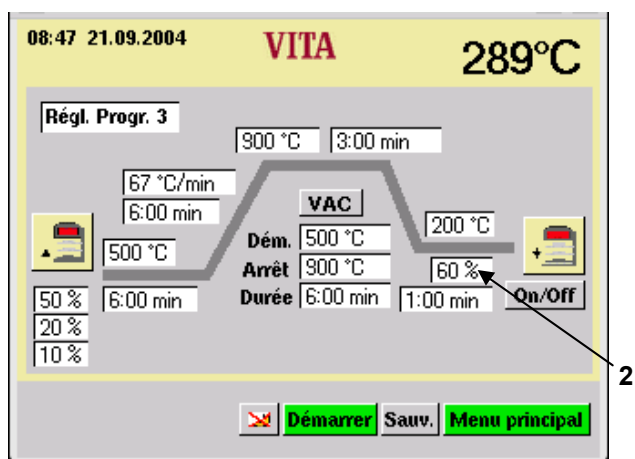 08:47 21.09.2004 VITA 289°C
Régl. Progr. 3
900 °C 3:00 min
67 °C/min
6:00 min
VAC
200 °C
500 °C
Dém. 500 °C
Arrêt 900 °C
60 %
50 % 6:00 min
Durée 6:00 min
1:00 min
On/Off
20 %
10 %
2
Démarrer Sauv. Menu principal